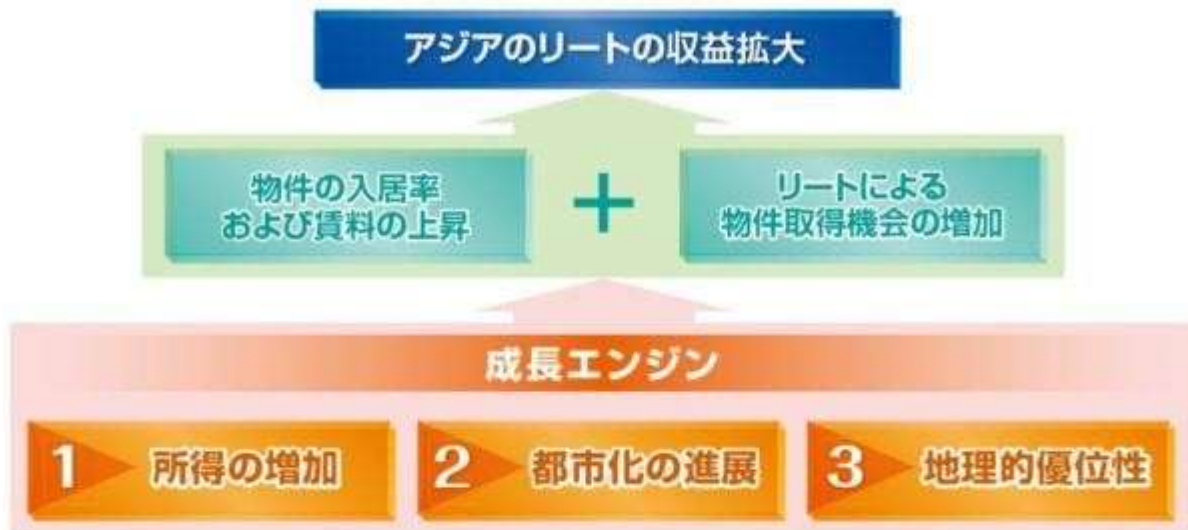 アジアのリートの収益拡大
物件の入居率
および賃料の上昇
＋
リートによる
物件取得機会の増加
成長エンジン
1 所得の増加
2 都市化の進展
3 地理的優位性